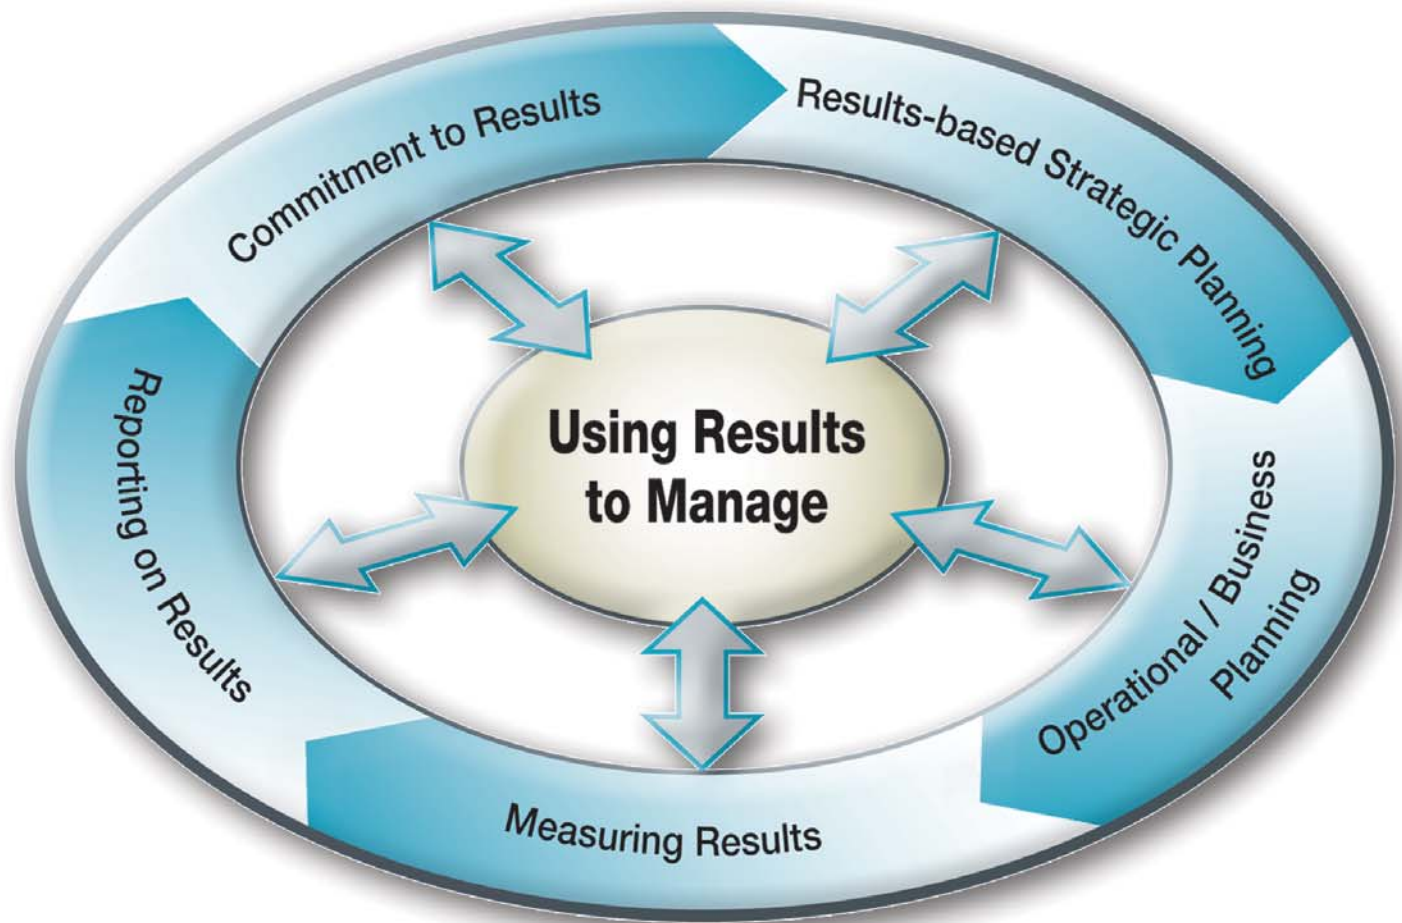 Commitment to Results
Results-based Strategic Planning
Operational / Business
Planning
Measuring Results
Reporting on Results
Using Results
to Manage